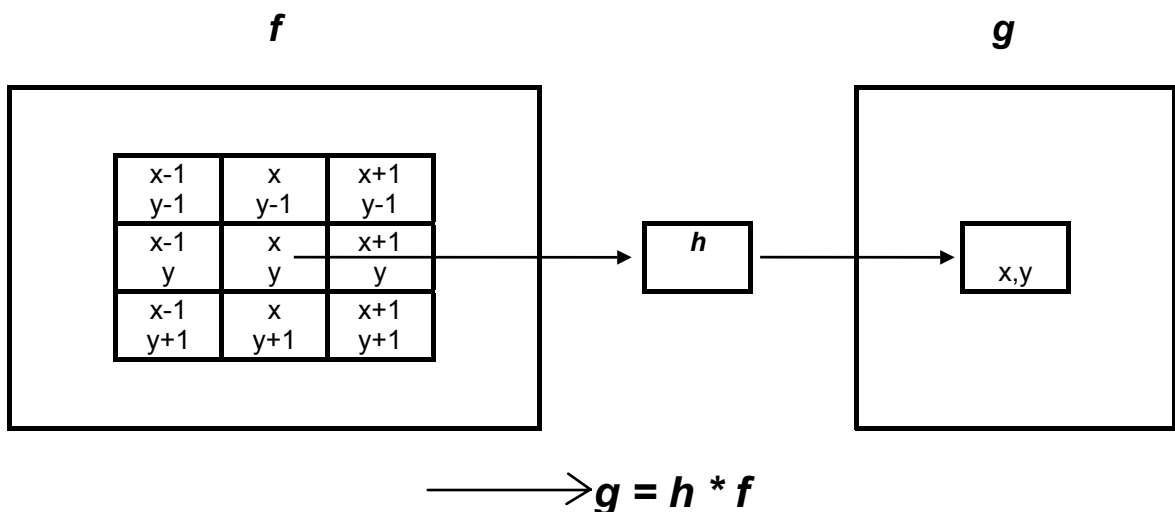 f
g
x-1 x x+1
y-1 y-1 y-1
x-1 x x+1
y y y
x-1 x x+1
y+1 y+1 y+1
h
x,y
g = h * f